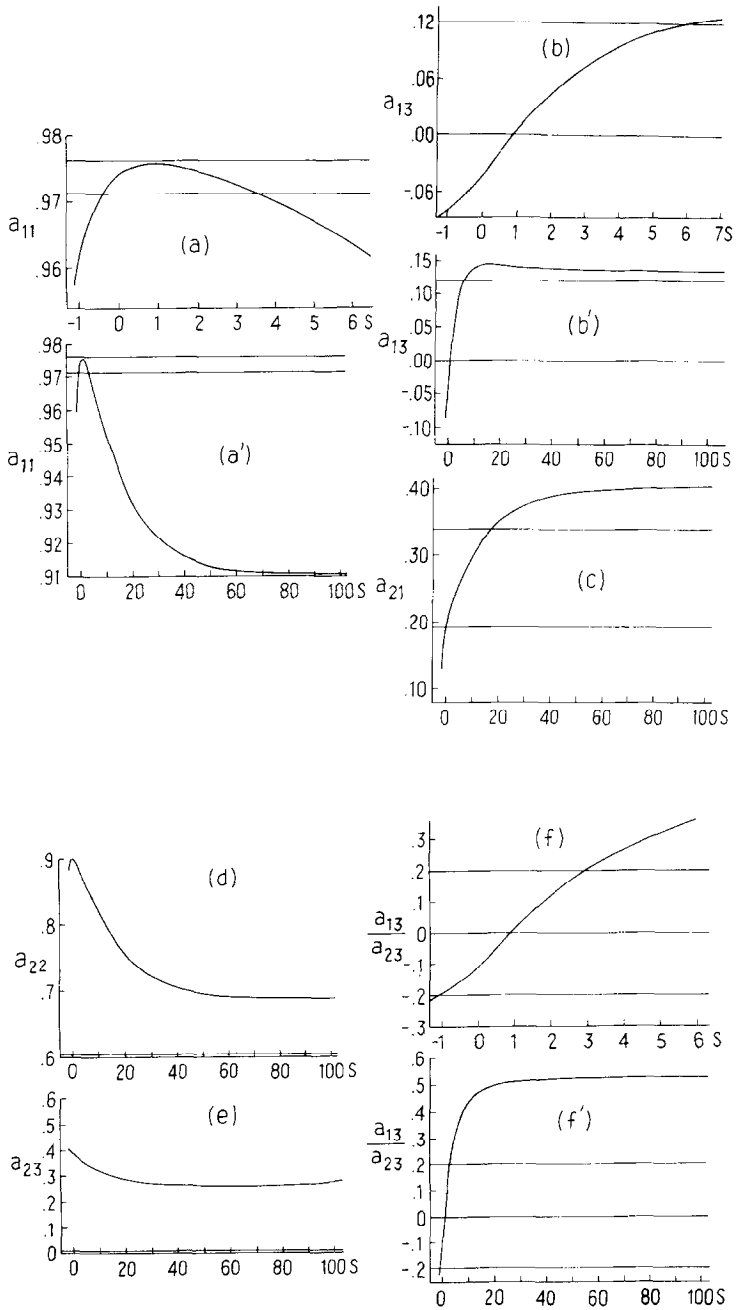 .98
.97
.96
a11
(a)
-1 0 1 2 3 4 5 6 S
.98
.97
.96
.95
.94
.93
.92
.91
a11
(a')
0 20 40 60 80 100 S
.12
.06
.00
-.06
a13
(b)
-1 0 1 2 3 4 5 6 7S
.15
.10
.05
.00
-.05
-.10
a13
(b')
0 20 40 60 80 100 S
.40
.30
.20
.10
a21
(c)
0 20 40 60 80 100 S
.9
.8
.7
.6
a22
(d)
0 20 40 60 80 100 S
.6
.5
.4
.3
.2
.1
0
a23
(e)
0 20 40 60 80 100 S
.3
.2
.1
0
-.1
-.2
-.3
a13
a23
(f)
-1 0 1 2 3 4 5 6 S
.6
.5
.4
.3
.2
.1
0
-.1
-.2
a13
a23
(f')
0 20 40 60 80 100 S